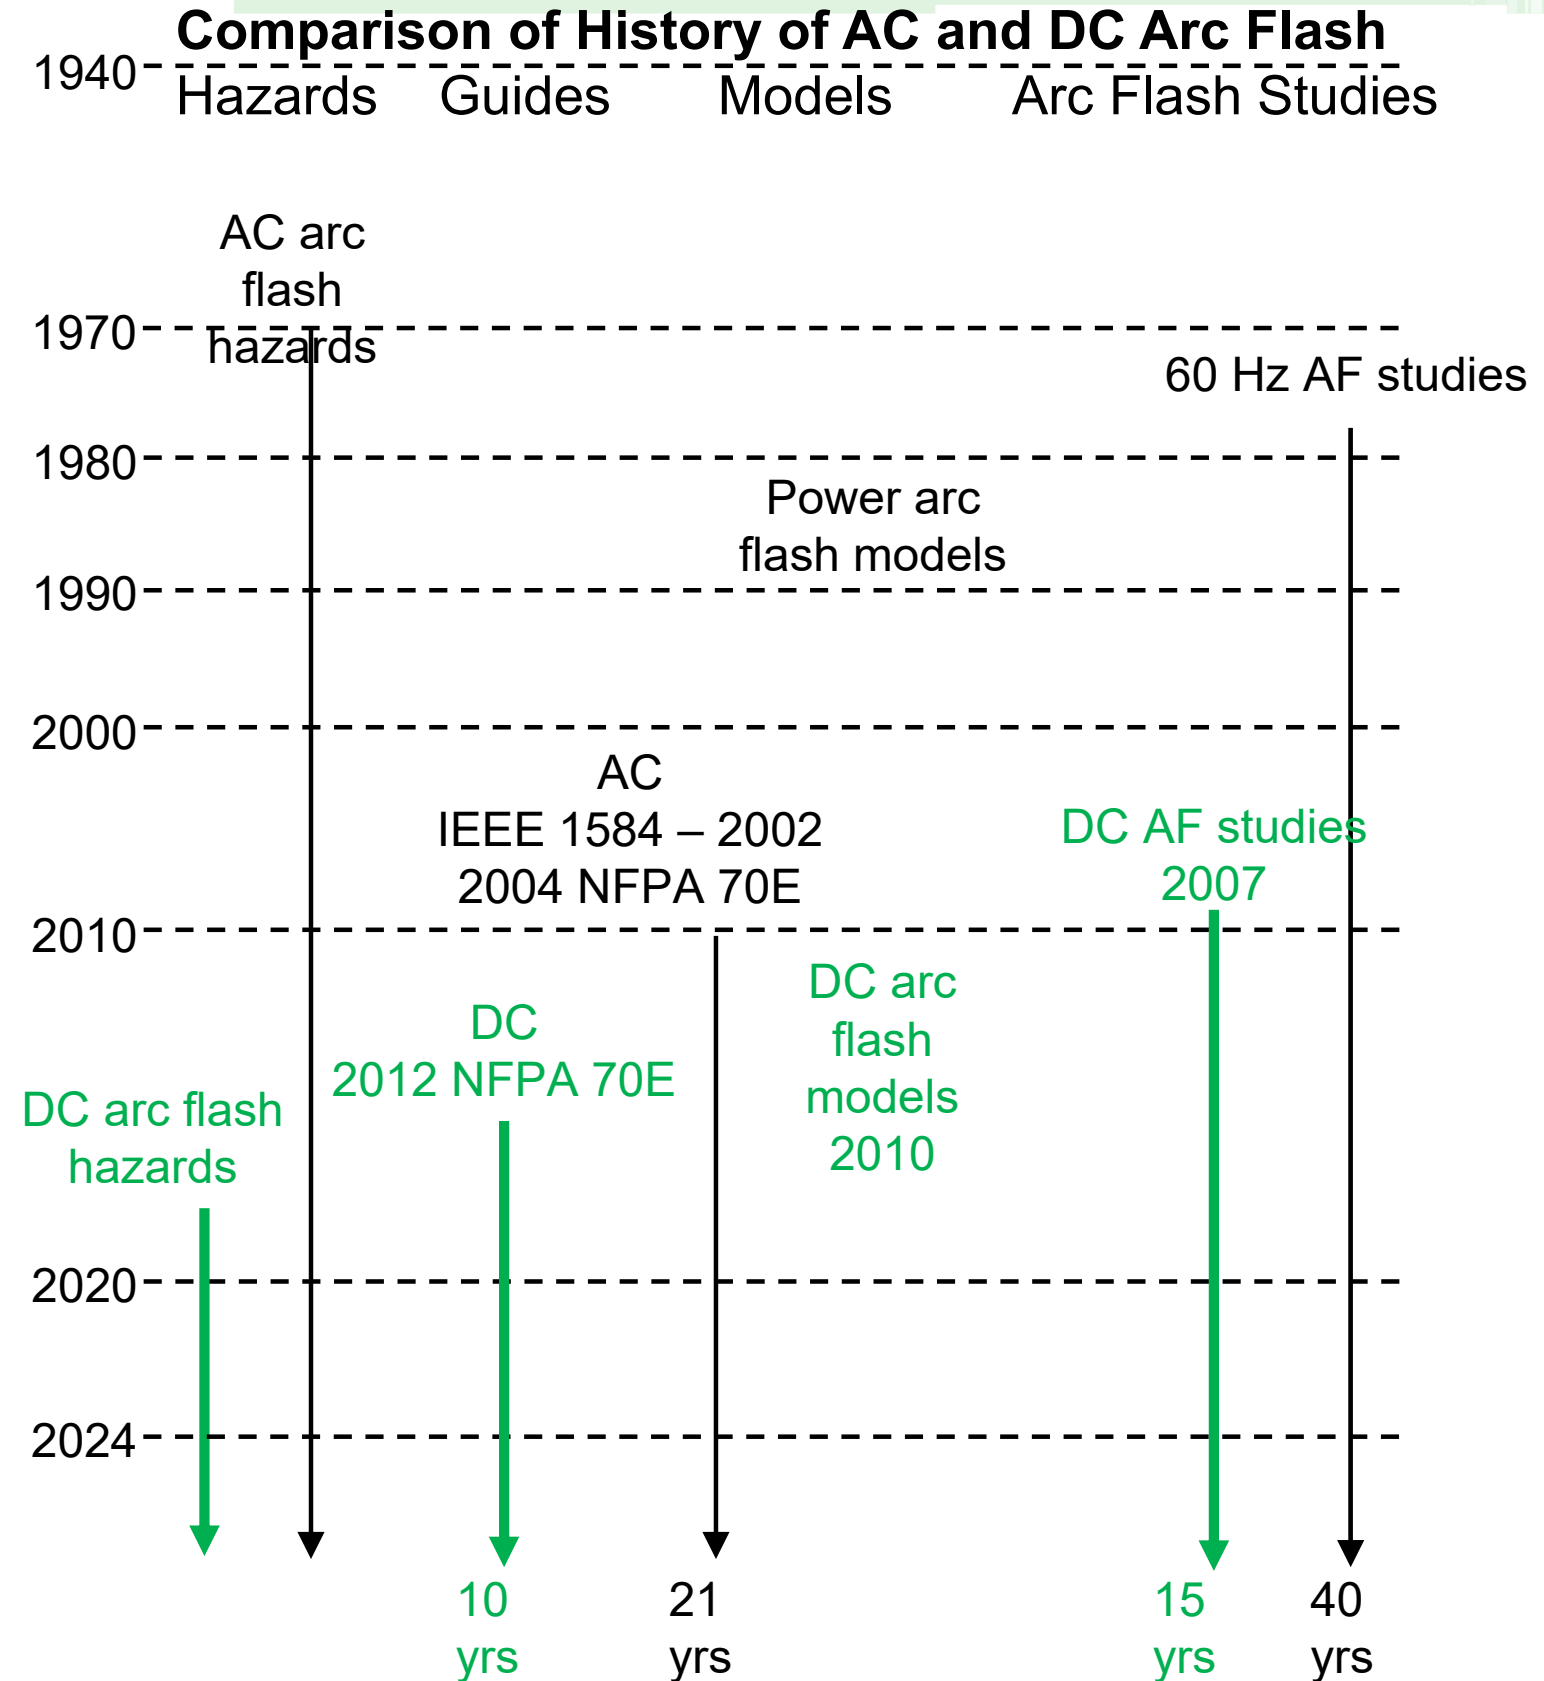 Comparison of History of AC and DC Arc Flash
1940
Hazards Guides Models Arc Flash Studies
AC arc
flash
hazards
1970
60 Hz AF studies
1980
Power arc
flash models
1990
2000
AC
IEEE 1584 – 2002
2004 NFPA 70E
DC AF studies
2007
2010
DC arc
flash
models
2010
DC
2012 NFPA 70E
DC arc flash
hazards
2020
2024
10
yrs
21
yrs
15
yrs
40
yrs